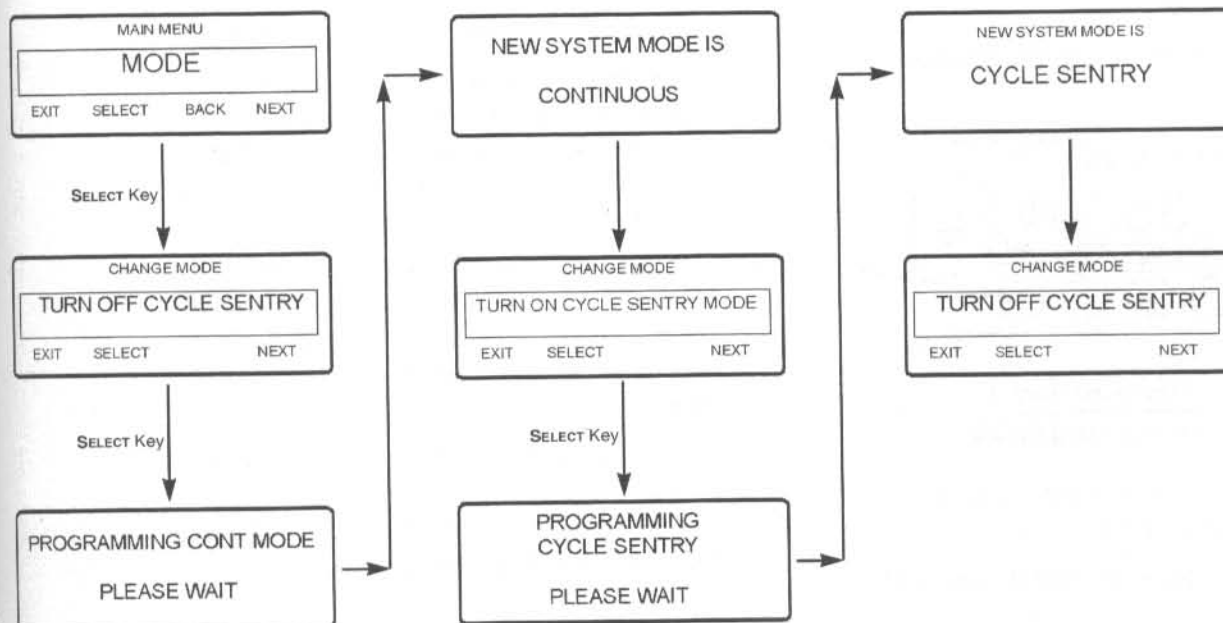 MAIN MENU
MODE
EXIT SELECT BACK NEXT
SELECT Key
CHANGE MODE
TURN OFF CYCLE SENTRY
EXIT SELECT NEXT
SELECT Key
PROGRAMMING CONT MODE
PLEASE WAIT
NEW SYSTEM MODE IS
CONTINUOUS
CHANGE MODE
TURN ON CYCLE SENTRY MODE
EXIT SELECT NEXT
SELECT Key
PROGRAMMING
CYCLE SENTRY
PLEASE WAIT
NEW SYSTEM MODE IS
CYCLE SENTRY
CHANGE MODE
TURN OFF CYCLE SENTRY
EXIT SELECT NEXT